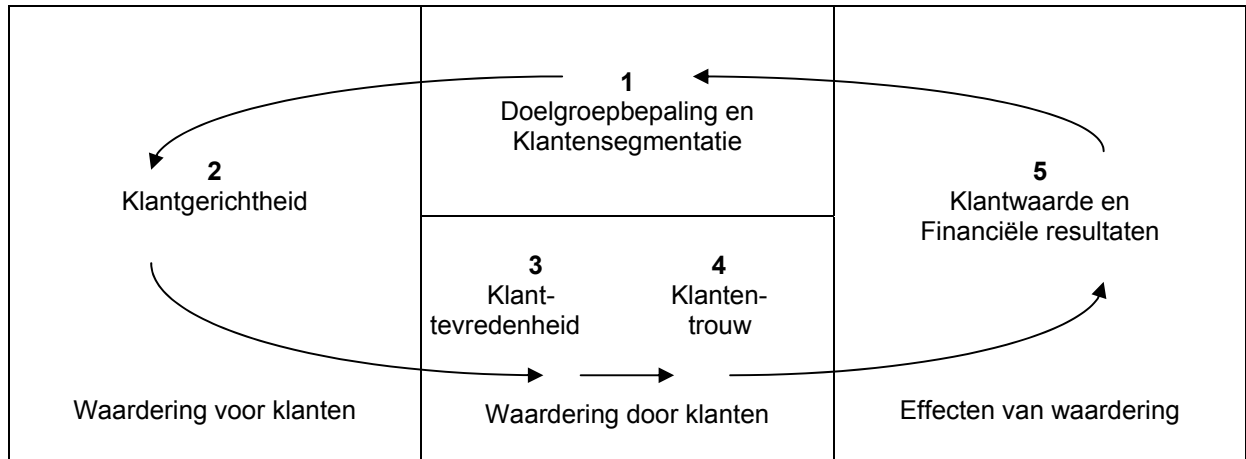 1
Doelgroepbepaling en
Klantensegmentatie
2
Klantgerichtheid
5
Klantwaarde en
Financiële resultaten
3
Klant-
tevredenheid
4
Klanten-
trouw
Waardering voor klanten
Waardering door klanten
Effecten van waardering